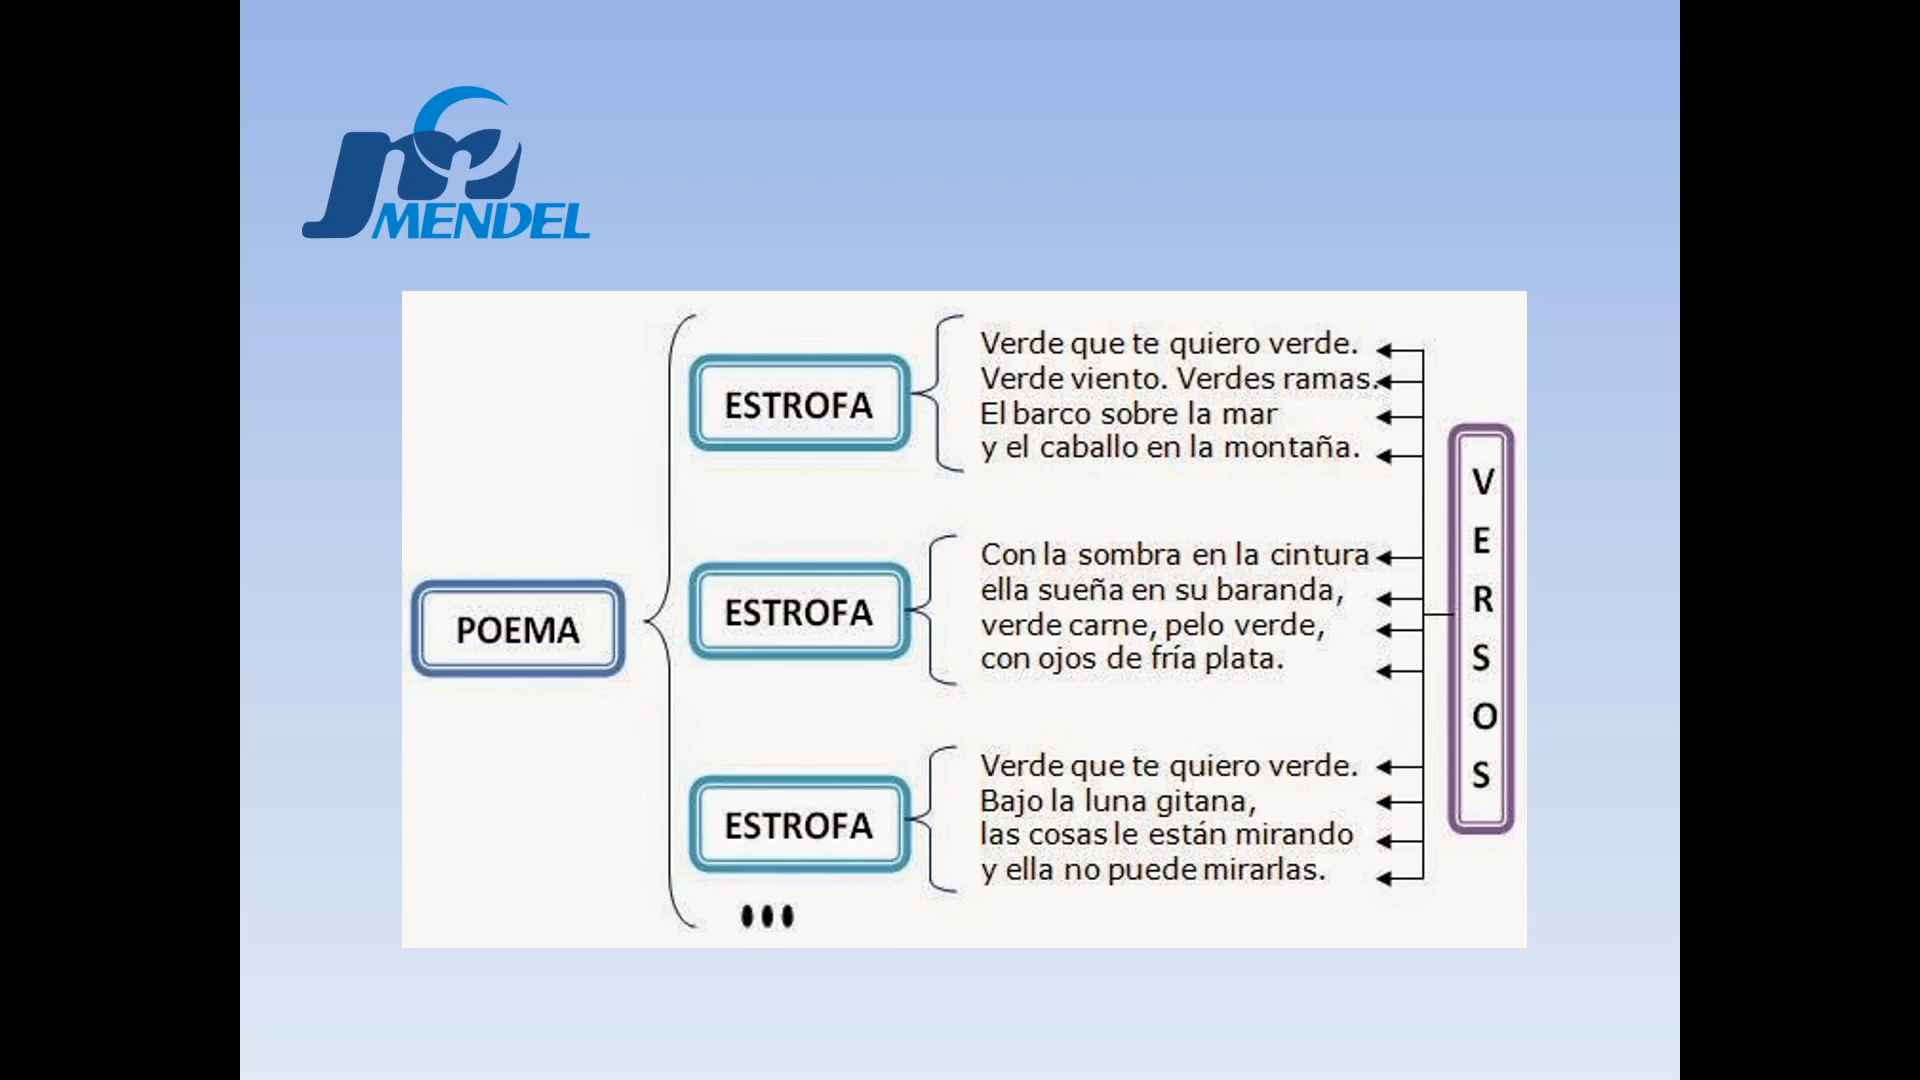 Jm
MENDEL
POEMA
ESTROFA
Verde que te quiero verde.
Verde viento. Verdes ramas.
El barco sobre la mar
y el caballo en la montaña.
ESTROFA
Con la sombra en la cintura
ella sueña en su baranda,
verde carne, pelo verde,
con ojos de fría plata.
ESTROFA
Verde que te quiero verde.
Bajo la luna gitana,
las cosas le están mirando
y ella no puede mirarlas.
...
VERSOS